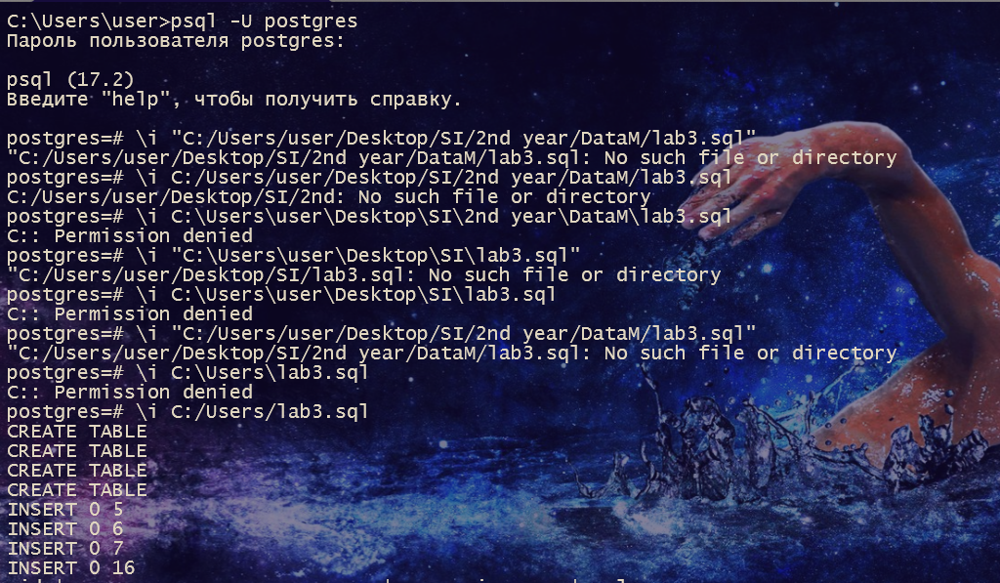 C:\Users\user>psql -U postgres
Пароль пользователя postgres:
psql (17.2)
Введите "help", чтобы получить справку.
postgres=# \i "C:/Users/user/Desktop/SI/2nd year/DataM/lab3.sql"
"C:/Users/user/Desktop/SI/2nd year/DataM/lab3.sql: No such file or directory
postgres=# \i C:/Users/user/Desktop/SI/2nd year/DataM/lab3.sql
C:/Users/user/Desktop/SI/2nd: No such file or directory
postgres=# \i C:\Users\user\Desktop\SI\2nd year\DataM\lab3.sql
C:: Permission denied
postgres=# \i "C:\Users\user\Desktop\SI\lab3.sql"
"C:/Users/user/Desktop/SI/lab3.sql: No such file or directory
postgres=# \i C:\Users\user\Desktop\SI\lab3.sql
C:: Permission denied
postgres=# \i "C:/Users/user/Desktop/SI/2nd year/DataM/lab3.sql"
"C:/Users/user/Desktop/SI/2nd year/DataM/lab3.sql: No such file or directory
postgres=# \i C:\Users\lab3.sql
C:: Permission denied
postgres=# \i C:/Users/lab3.sql
CREATE TABLE
CREATE TABLE
CREATE TABLE
CREATE TABLE
INSERT 0 5
INSERT 0 6
INSERT 0 7
INSERT 0 16